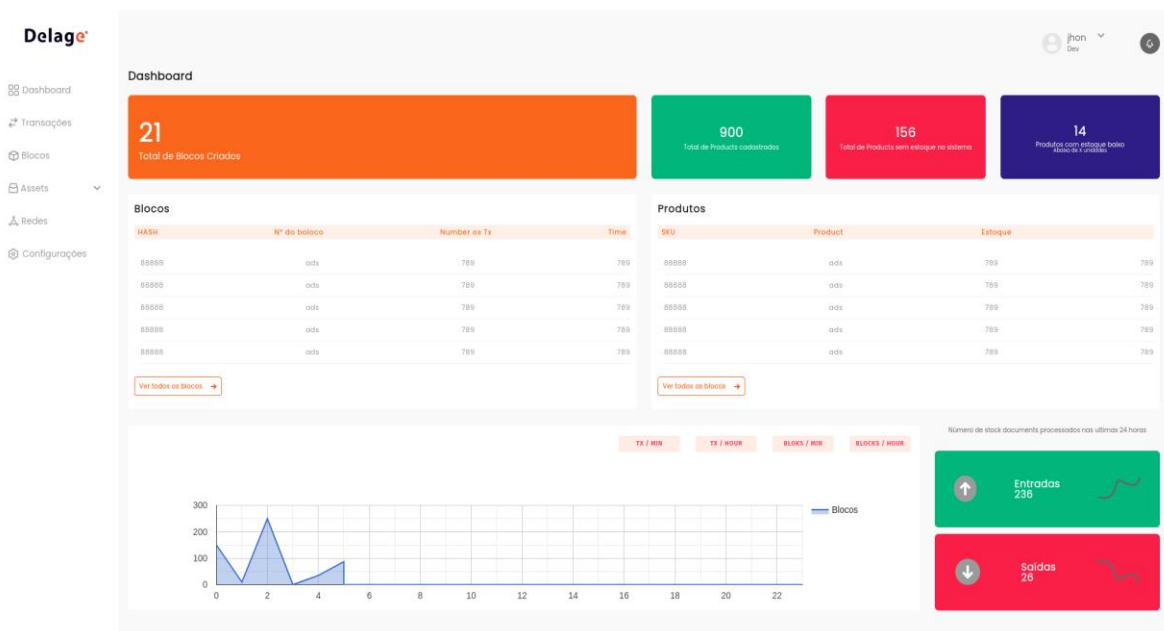 Delage
jhon
Dev
Dashboard
Transações
Blocos
Assets
Redes
Configurações
Dashboard
21
Total de Blocos Criados
900
Total de Products cadastrados
156
Total de Products sem estoque no sistema
14
Produtos com estoque baixo
Abaixo de X unidades
Blocos
HASH Nº do boloco Number os Tx Time
88888 ads 789 789
88888 ads 789 789
88888 ads 789 789
88888 ads 789 789
88888 ads 789 789
Ver todos os blocos
Produtos
SKU Product Estoque
88888 ads 789 789
88888 ads 789 789
88888 ads 789 789
88888 ads 789 789
88888 ads 789 789
Ver todos os blocos
TX / MIN TX / HOUR BLOKS / MIN BLOCKS / HOUR
300
200
100
0
0 2 4 6 8 10 12 14 16 18 20 22
Blocos
Número de stock documents processados nas ultimas 24 horas
Entradas
236
Saídas
26